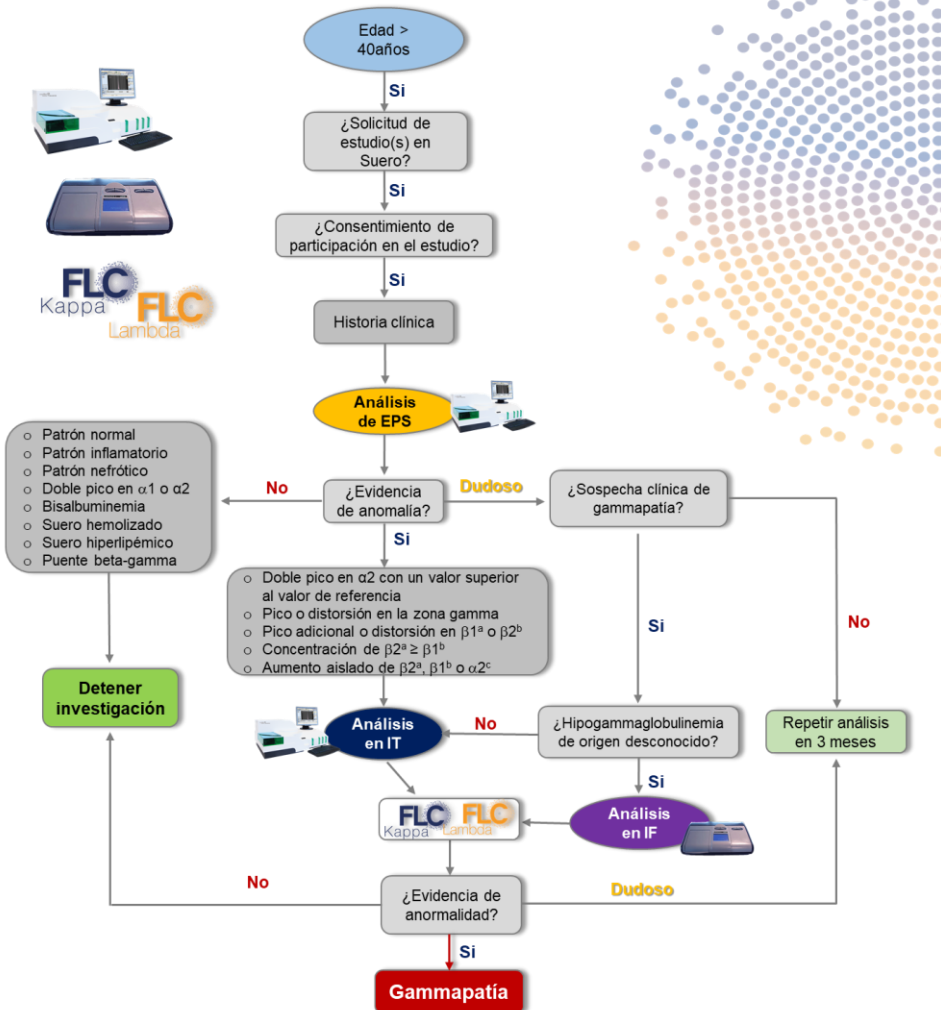 Edad >
40años
Si
¿Solicitud de
estudio(s) en
Suero?
Si
¿Consentimiento de
participación en el estudio?
Si
FLC
Kappa
FLC
Lambda
Historia clínica
Análisis
de EPS
o Patrón normal
o Patrón inflamatorio
o Patrón nefrótico
o Doble pico en α1 o α2
o Bisalbuminemia
o Suero hemolizado
o Suero hiperlipémico
o Puente beta-gamma
No
¿Evidencia
de anomalía?
Dudoso
¿Sospecha clínica de
gammapatía?
Si
o Doble pico en α2 con un valor superior
al valor de referencia
o Pico o distorsión en la zona gamma
o Pico adicional o distorsión en β1ª o β2ᵇ
o Concentración de β2ª ≥ β1ᵇ
o Aumento aislado de β2ª, β1ᵇ o α2ᶜ
Si
No
Detener
investigación
Análisis
en IT
No
¿Hipogammaglobulinemia
de origen desconocido?
Repetir análisis
en 3 meses
Si
FLC
Kappa
FLC
Lambda
Análisis
en IF
No
¿Evidencia de
anormalidad?
Dudoso
Si
Gammapatía